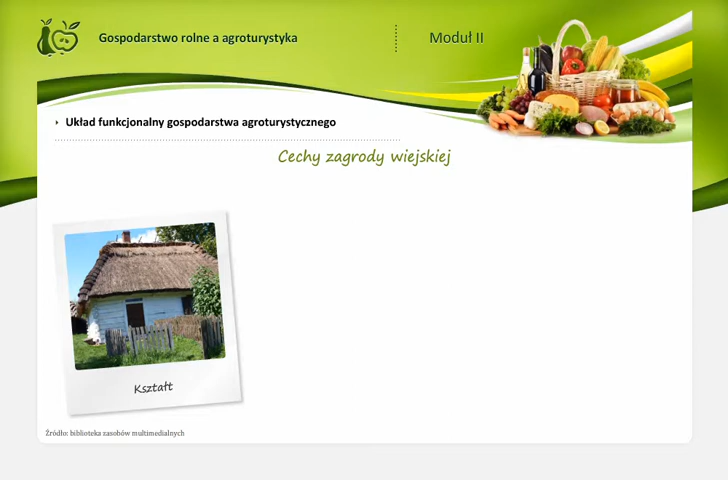 Gospodarstwo rolne a agroturystyka
Moduł II
Układ funkcjonalny gospodarstwa agroturystycznego
Cechy zagrody wiejskiej
Kształt
Źródło: biblioteka zasobów multimedialnych